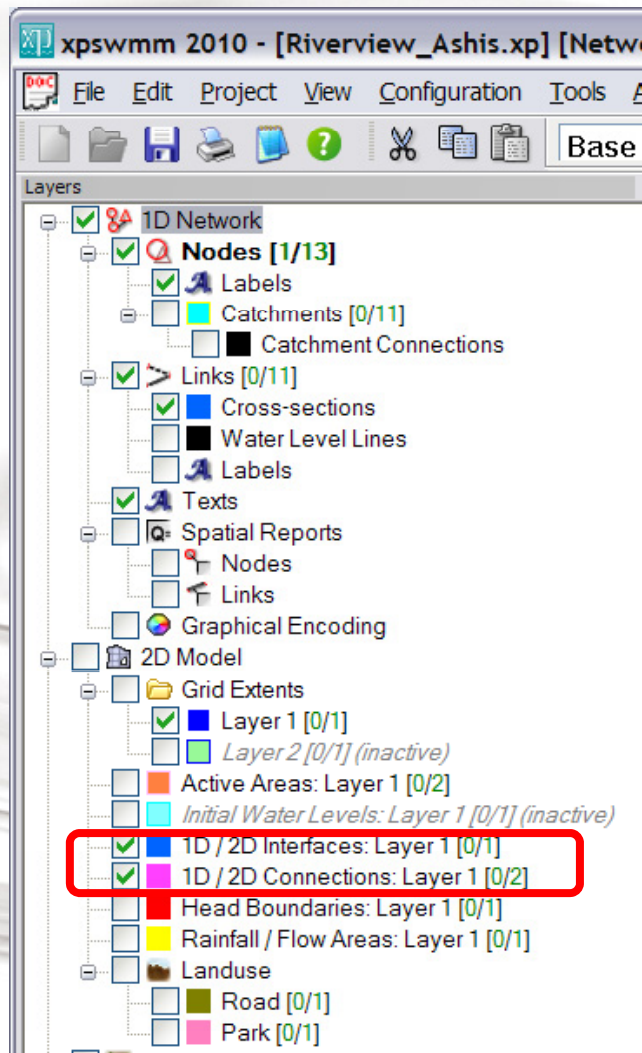 xpswmm 2010 - [Riverview_Ashis.xp] [Netw
File Edit Project View Configuration Tools A
Base
Layers
1D Network
Nodes [1/13]
Labels
Catchments [0/11]
Catchment Connections
Links [0/11]
Cross-sections
Water Level Lines
Labels
Texts
Spatial Reports
Nodes
Links
Graphical Encoding
2D Model
Grid Extents
Layer 1 [0/1]
Layer 2 [0/1] (inactive)
Active Areas: Layer 1 [0/2]
Initial Water Levels: Layer 1 [0/1] (inactive)
1D / 2D Interfaces: Layer 1 [0/1]
1D / 2D Connections: Layer 1 [0/2]
Head Boundaries: Layer 1 [0/1]
Rainfall / Flow Areas: Layer 1 [0/1]
Landuse
Road [0/1]
Park [0/1]